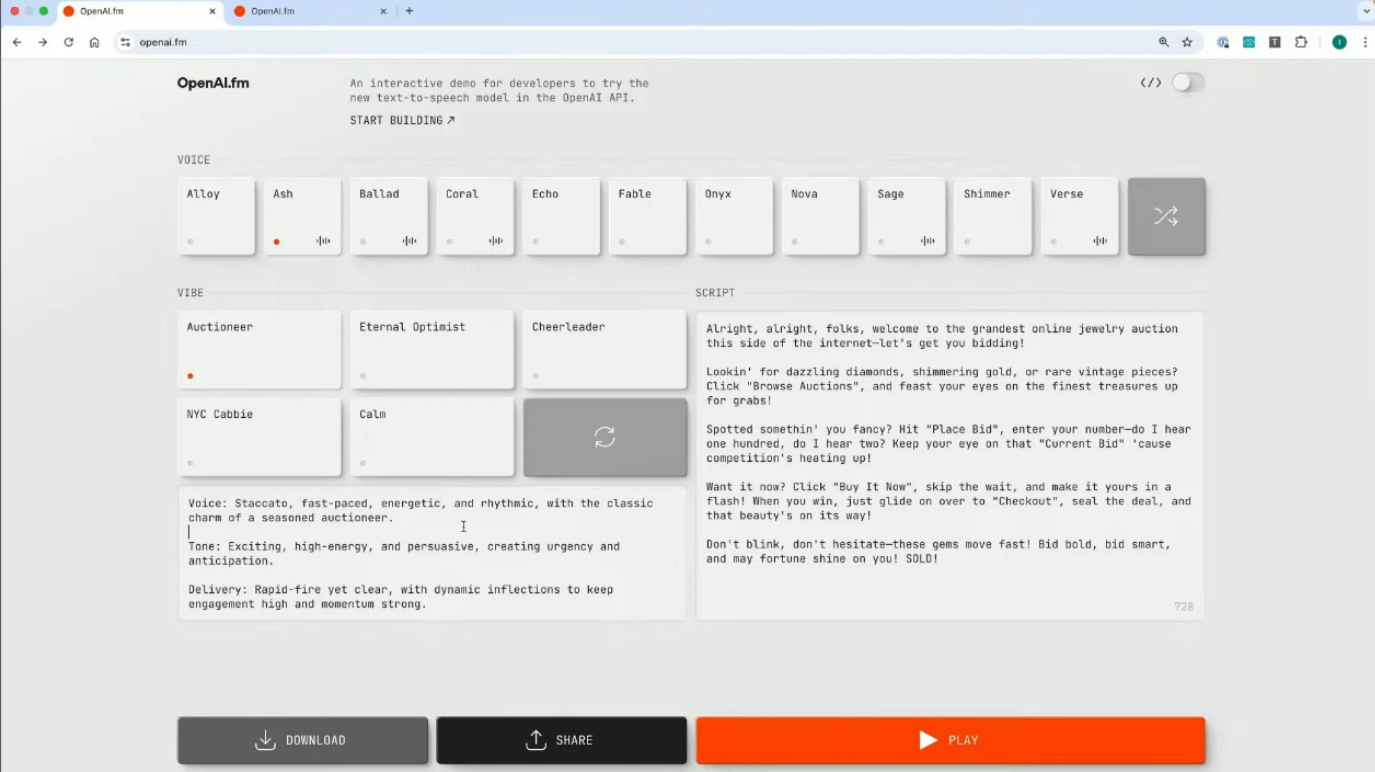 OpenAI.fm
OpenAI.fm
openai.fm
T
I
OpenAI.fm
An interactive demo for developers to try the
new text-to-speech model in the OpenAI API.
START BUILDING ↗
</>
VOICE
Alloy
Ash
Ballad
Coral
Echo
Fable
Onyx
Nova
Sage
Shimmer
Verse
VIBE
Auctioneer
Eternal Optimist
Cheerleader
NYC Cabbie
Calm
Voice: Staccato, fast-paced, energetic, and rhythmic, with the classic
charm of a seasoned auctioneer.
Tone: Exciting, high-energy, and persuasive, creating urgency and
anticipation.
Delivery: Rapid-fire yet clear, with dynamic inflections to keep
engagement high and momentum strong.
SCRIPT
Alright, alright, folks, welcome to the grandest online jewelry auction
this side of the internet—let's get you bidding!
Lookin' for dazzling diamonds, shimmering gold, or rare vintage pieces?
Click "Browse Auctions", and feast your eyes on the finest treasures up
for grabs!
Spotted somethin' you fancy? Hit "Place Bid", enter your number—do I hear
one hundred, do I hear two? Keep your eye on that "Current Bid" 'cause
competition's heating up!
Want it now? Click "Buy It Now", skip the wait, and make it yours in a
flash! When you win, just glide on over to "Checkout", seal the deal, and
that beauty's on its way!
Don't blink, don't hesitate—these gems move fast! Bid bold, bid smart,
and may fortune shine on you! SOLD!
728
DOWNLOAD
SHARE
PLAY